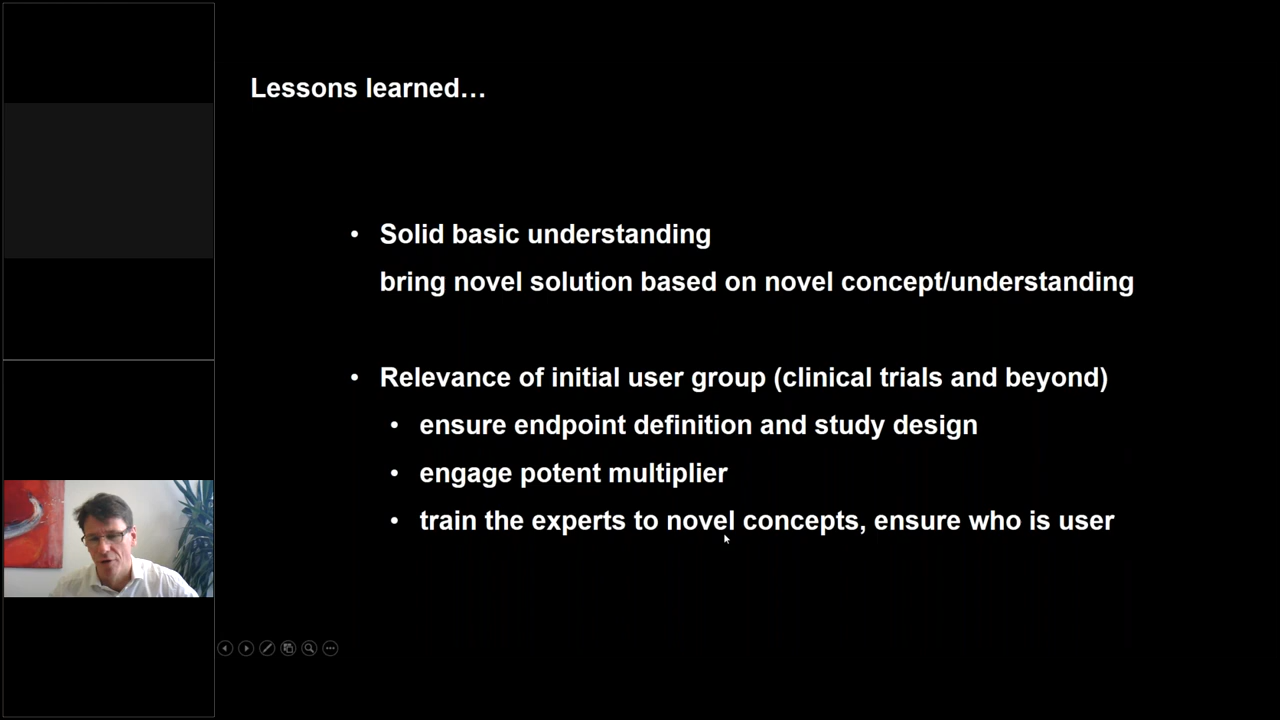 Lessons learned…
• Solid basic understanding
bring novel solution based on novel concept/understanding
• Relevance of initial user group (clinical trials and beyond)
• ensure endpoint definition and study design
• engage potent multiplier
• train the experts to novel concepts, ensure who is user